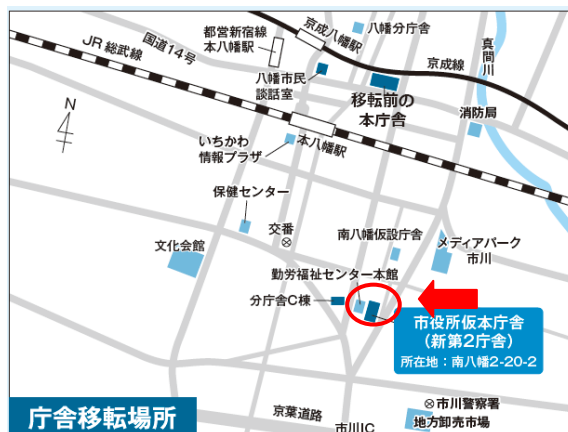 都営新宿線
本八幡駅
京成八幡駅
八幡分庁舎
国道14号
JR 総武線
京成線
真間川
八幡市民
談話室
移転前の
本庁舎
消防局
N
いちかわ
情報プラザ
本八幡駅
保健センター
交番
南八幡仮設庁舎
メディアパーク
市川
文化会館
勤労福祉センター本館
分庁舎C棟
市役所仮本庁舎
(新第2庁舎)
所在地：南八幡2-20-2
市川警察署
地方卸売市場
京葉道路
市川IC
庁舎移転場所